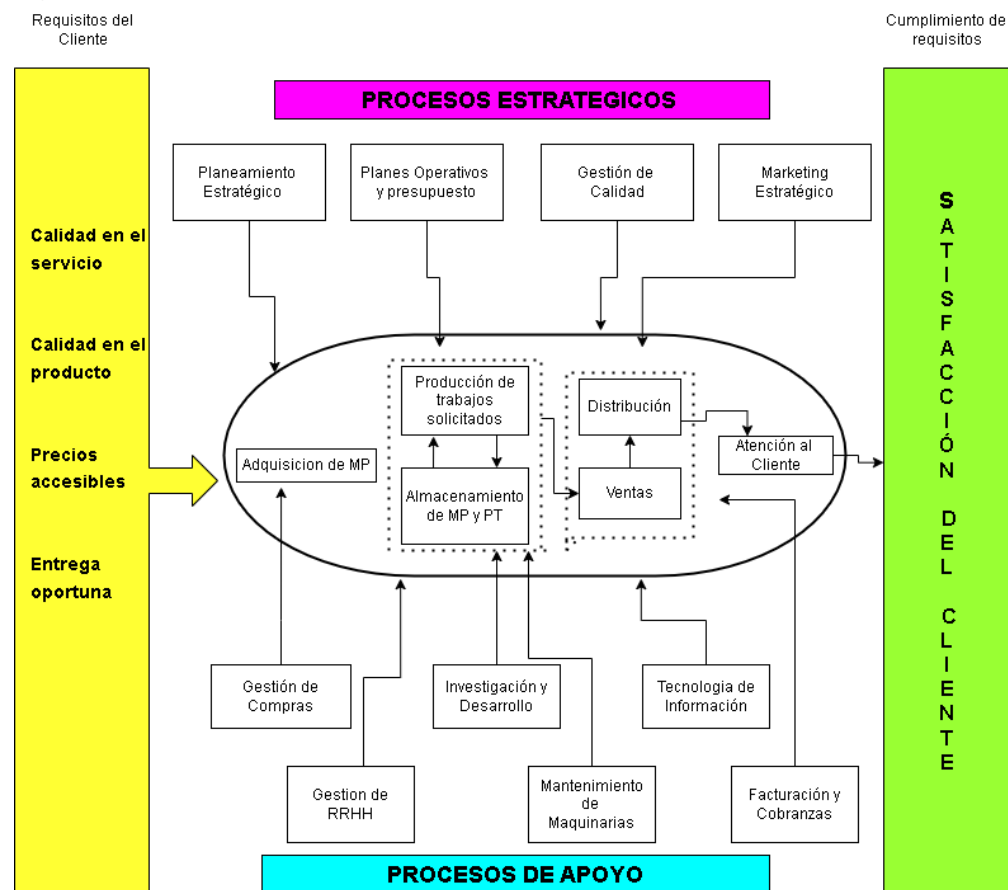 Requisitos del
Cliente
Cumplimiento de
requisitos
PROCESOS ESTRATEGICOS
Planeamiento
Estratégico
Planes Operativos
y presupuesto
Gestión de
Calidad
Marketing
Estratégico
Calidad en el
servicio
Calidad en el
producto
Precios
accesibles
Entrega
oportuna
Producción de
trabajos
solicitados
Distribución
Adquisicion de MP
Atención al
Cliente
Almacenamiento
de MP y PT
Ventas
Gestión de
Compras
Investigación y
Desarrollo
Tecnologia de
Información
Gestion de
RRHH
Mantenimiento
de
Maquinarias
Facturación y
Cobranzas
PROCESOS DE APOYO
SATISFACCIÓN DEL CLIENTE